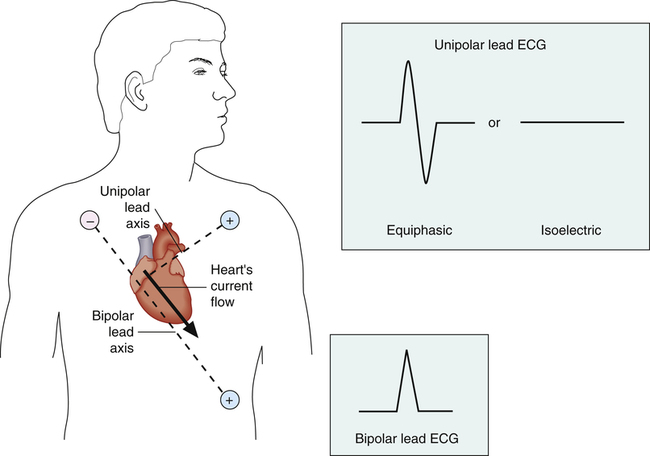 Unipolar
lead
axis
−
+
Heart's
current
flow
Bipolar
lead
axis
+
Unipolar lead ECG
or
Equiphasic
Isoelectric
Bipolar lead ECG